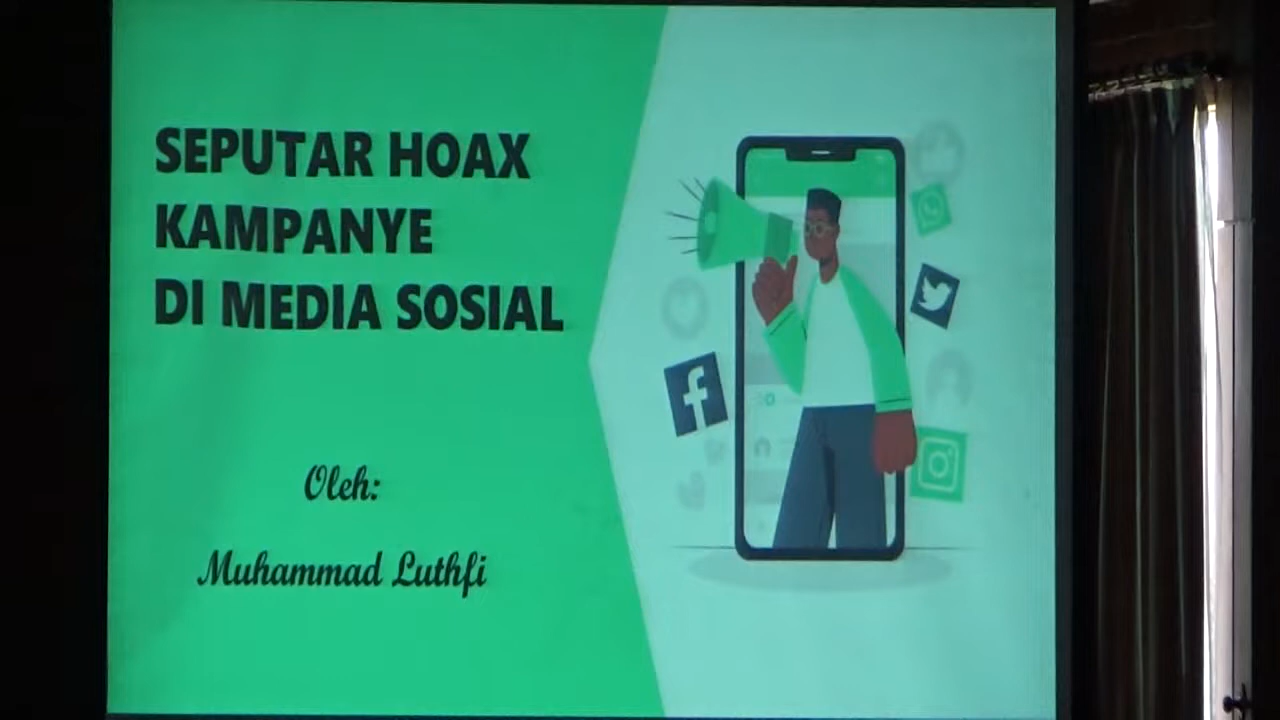 SEPUTAR HOAX
KAMPANYE
DI MEDIA SOSIAL
Oleh:
Muhammad Luthfi